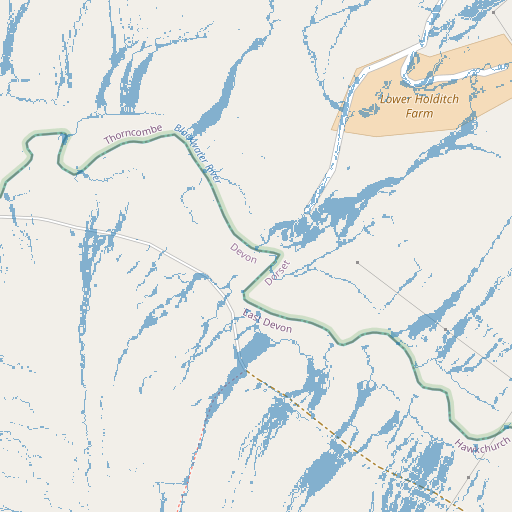 Lower Holditch
Farm
Thorncombe
Blackwater River
Devon
Dorset
East Devon
Hawkchurch